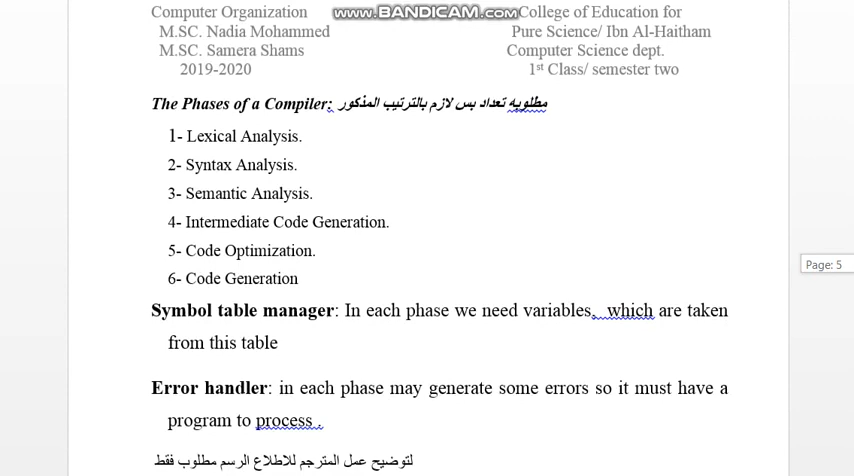 Computer Organization www.BANDICAM.com College of Education for
M.SC. Nadia Mohammed Pure Science/ Ibn Al-Haitham
M.SC. Samera Shams Computer Science dept.
2019-2020 1st Class/ semester two
The Phases of a Compiler: مطلوبه تعداد بس لازم بالترتيب المذكور
1- Lexical Analysis.
2- Syntax Analysis.
3- Semantic Analysis.
4- Intermediate Code Generation.
5- Code Optimization.
6- Code Generation
Page: 5
Symbol table manager: In each phase we need variables, which are taken
from this table
Error handler: in each phase may generate some errors so it must have a
program to process .
لتوضيح عمل المترجم للاطلاع الرسم مطلوب فقط